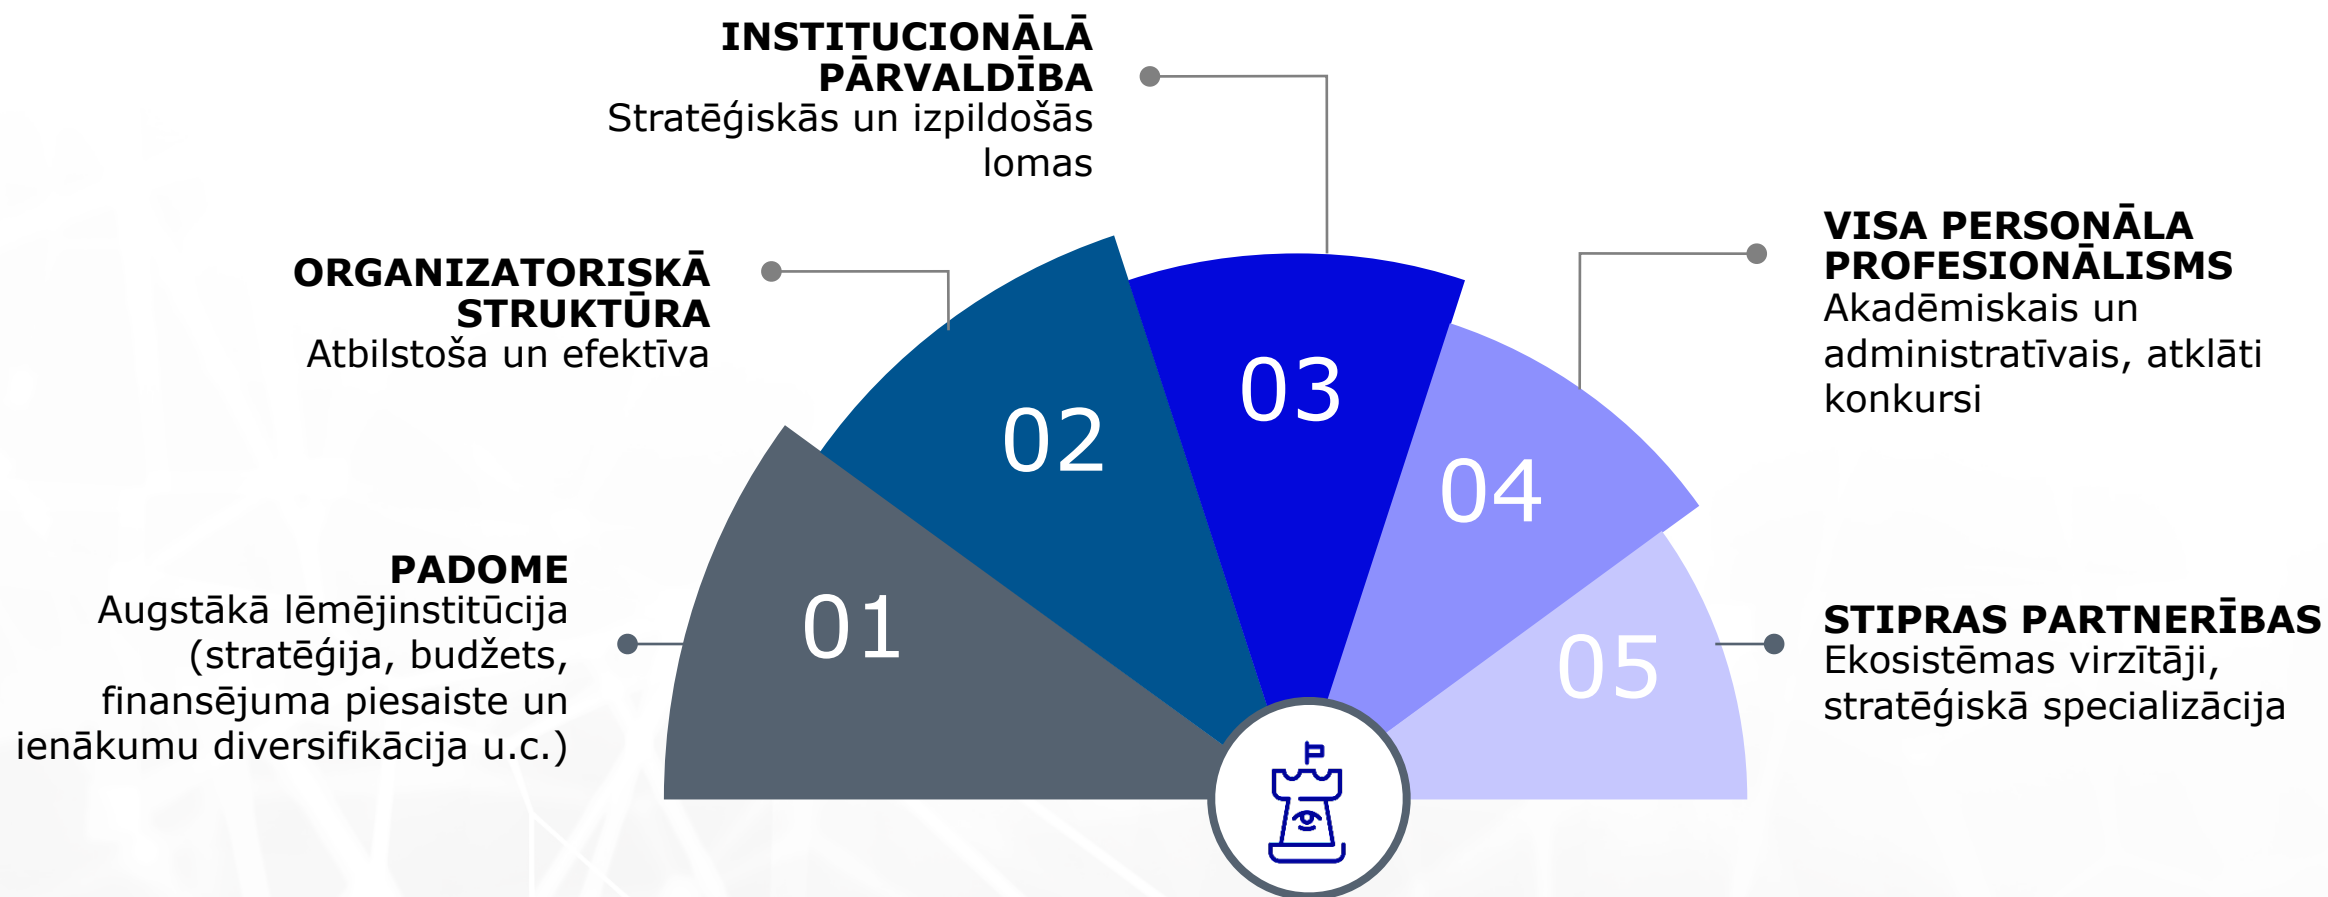 INSTITUCIONĀLĀ
PĀRVALDĪBA
Stratēģiskās un izpildošās
lomas
ORGANIZATORISKĀ
STRUKTŪRA
Atbilstoša un efektīva
VISA PERSONĀLA
PROFESIONĀLISMS
Akadēmiskais un
administratīvais, atklāti
konkursi
PADOME
Augstākā lēmējinstitūcija
(stratēģija, budžets,
finansējuma piesaiste un
ienākumu diversifikācija u.c.)
STIPRAS PARTNERĪBAS
Ekosistēmas virzītāji,
stratēģiskā specializācija
01
02
03
04
05